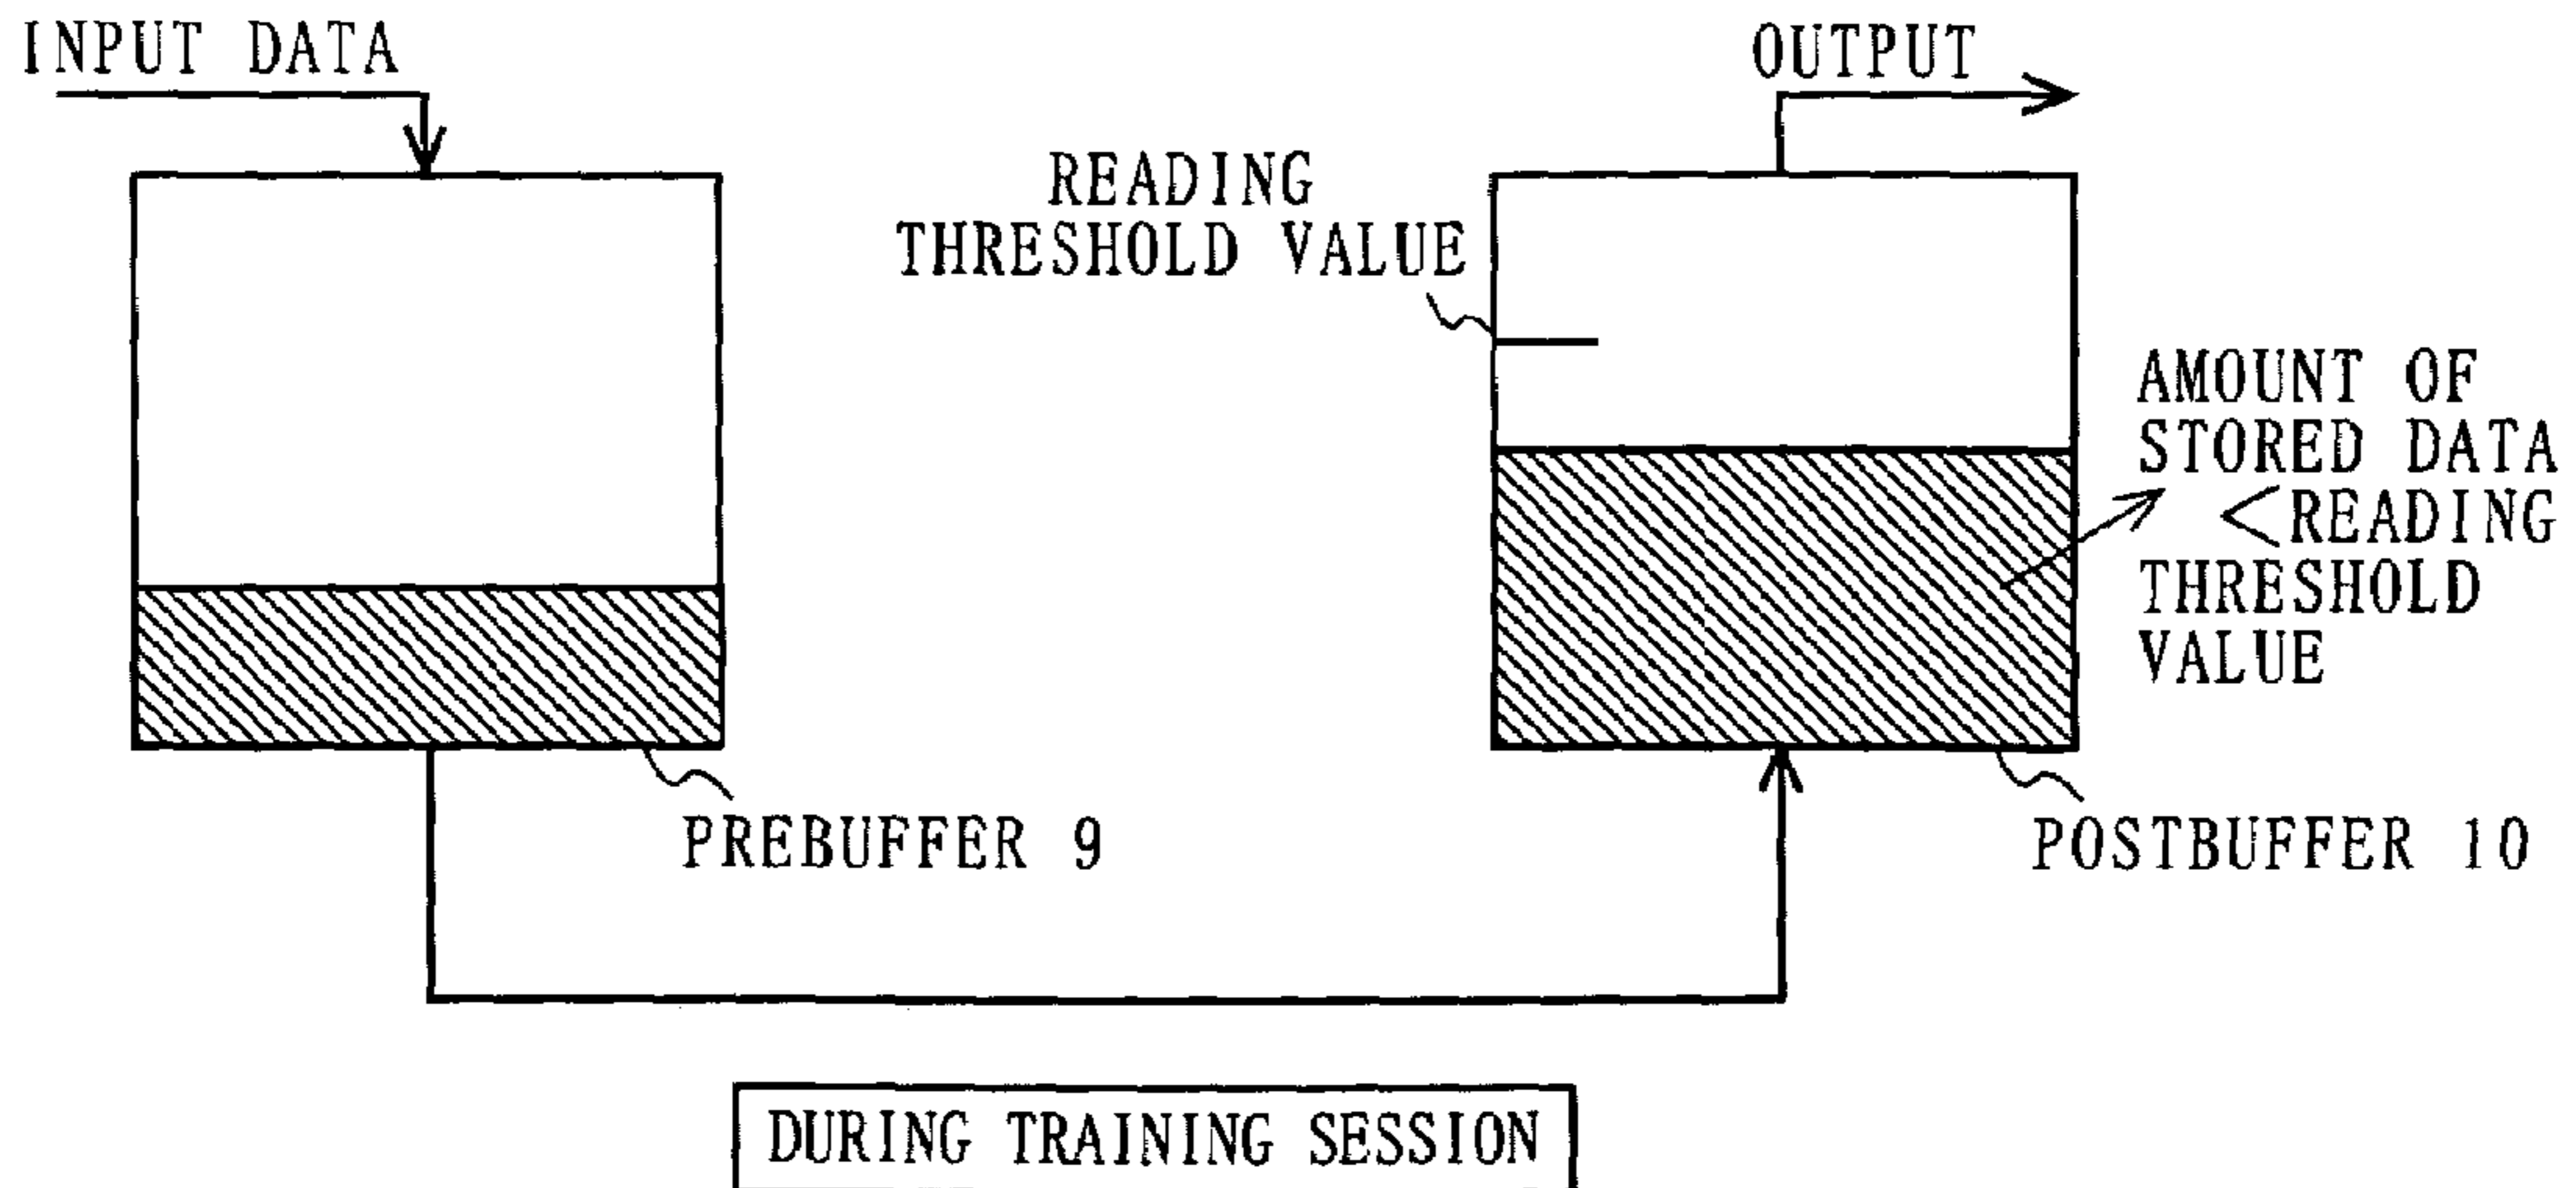 INPUT DATA
OUTPUT
READING
THRESHOLD VALUE
AMOUNT OF
STORED DATA
<READING
THRESHOLD
VALUE
PREBUFFER 9
POSTBUFFER 10
DURING TRAINING SESSION